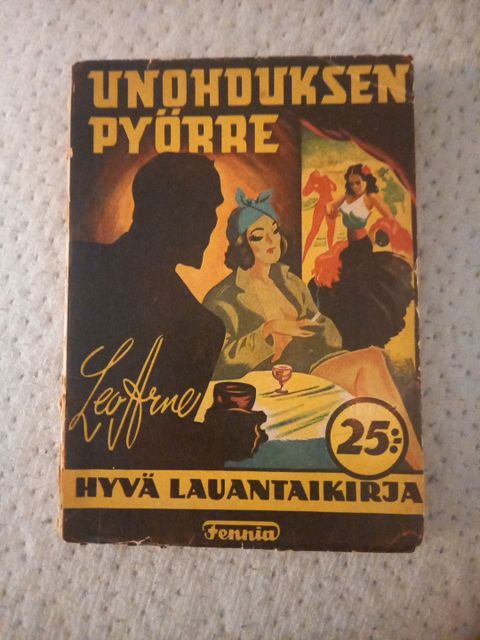 UNOHDUKSEN
PYÖRRE
Leo Arne
25:-
HYVÄ LAUANTAIKIRJA
Fennia